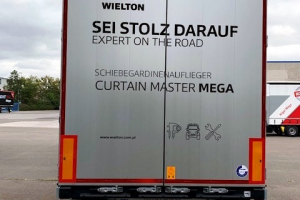 WIELTON
SEI STOLZ DARAUF
EXPERT ON THE ROAD
SCHIEBEGARDINENAUFLIEGER
CURTAIN MASTER MEGA
www.wielton.com.pl